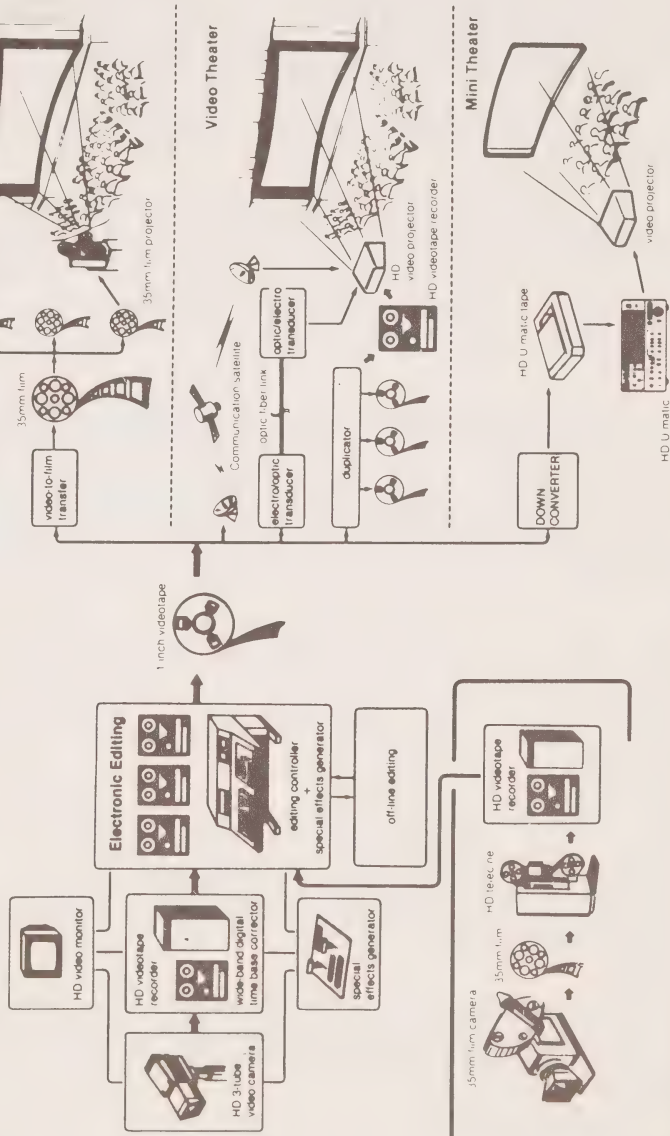 HD video monitor
HD videotape
recorder
wide-band digital
time base corrector
HD 3-tube
video camera
special
effects generator
Electronic Editing
editing controller
+
special effects generator
off-line editing
35mm film camera
35mm film
HD telecine
HD videotape
recorder
1 inch videotape
video-to-film
transfer
35mm film
35mm film projector
Video Theater
Communication satellite
electro/optic
transducer
optic fiber link
optic/electro
transducer
duplicator
HD
video projector
HD videotape recorder
Mini Theater
DOWN
CONVERTER
HD U matic tape
HD U matic
video projector